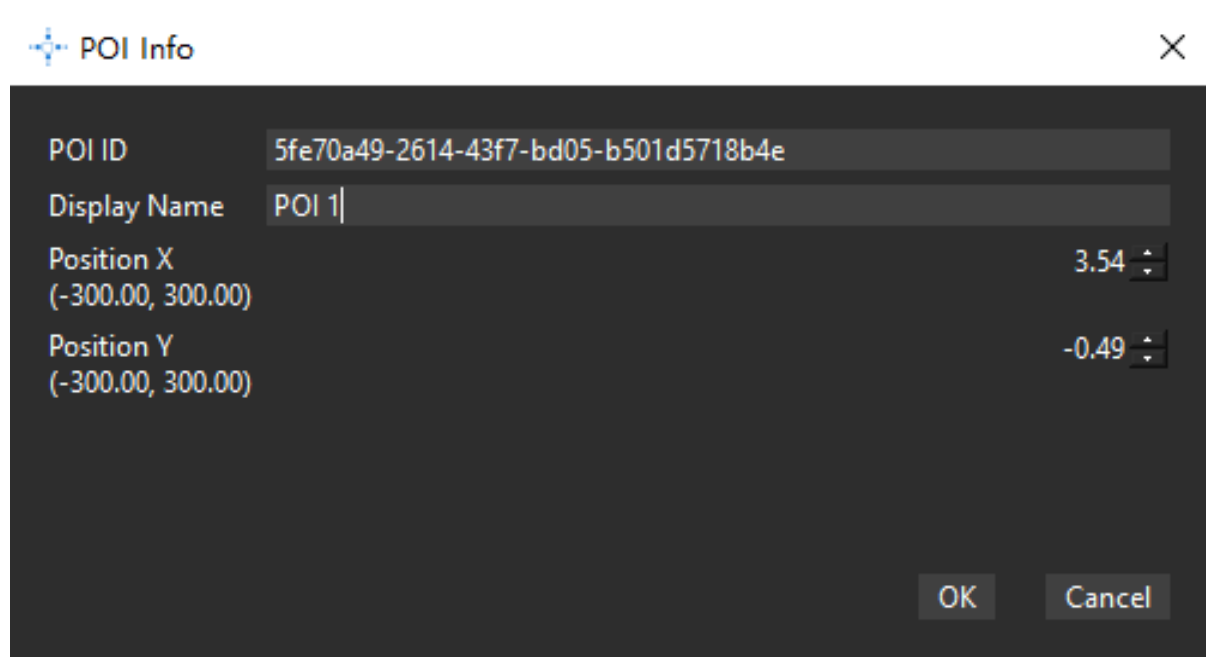 POI Info
POI ID 5fe70a49-2614-43f7-bd05-b501d5718b4e
Display Name POI 1
Position X 3.54
(-300.00, 300.00)
Position Y -0.49
(-300.00, 300.00)
OK Cancel